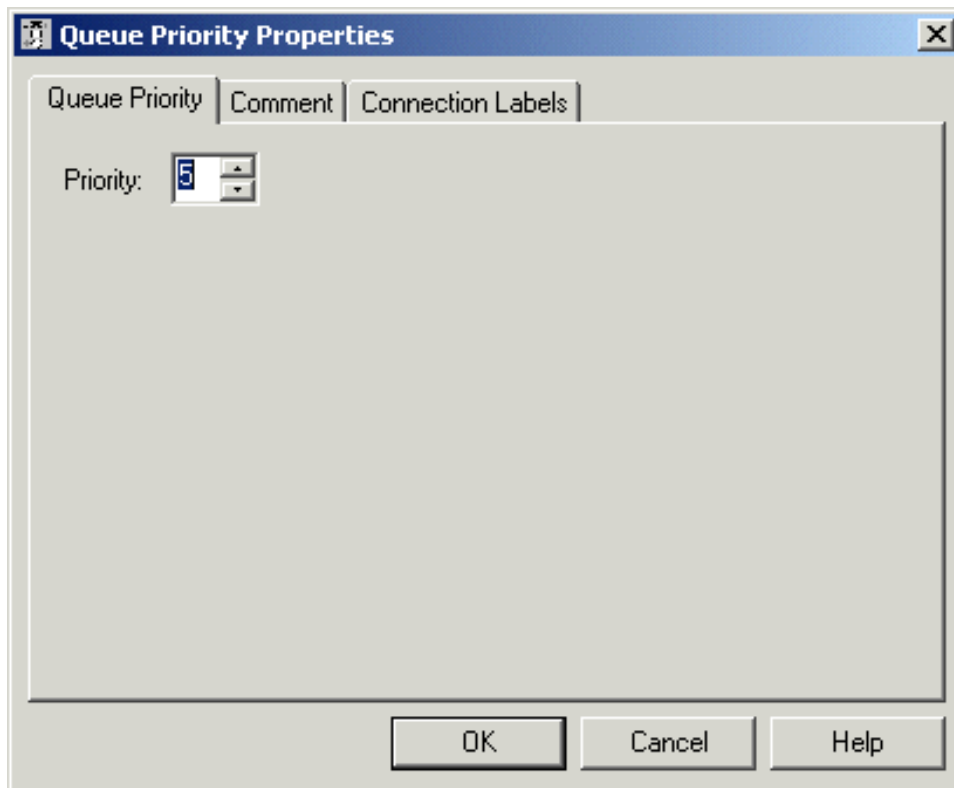 Queue Priority Properties
Queue Priority Comment Connection Labels
Priority: 5
OK Cancel Help